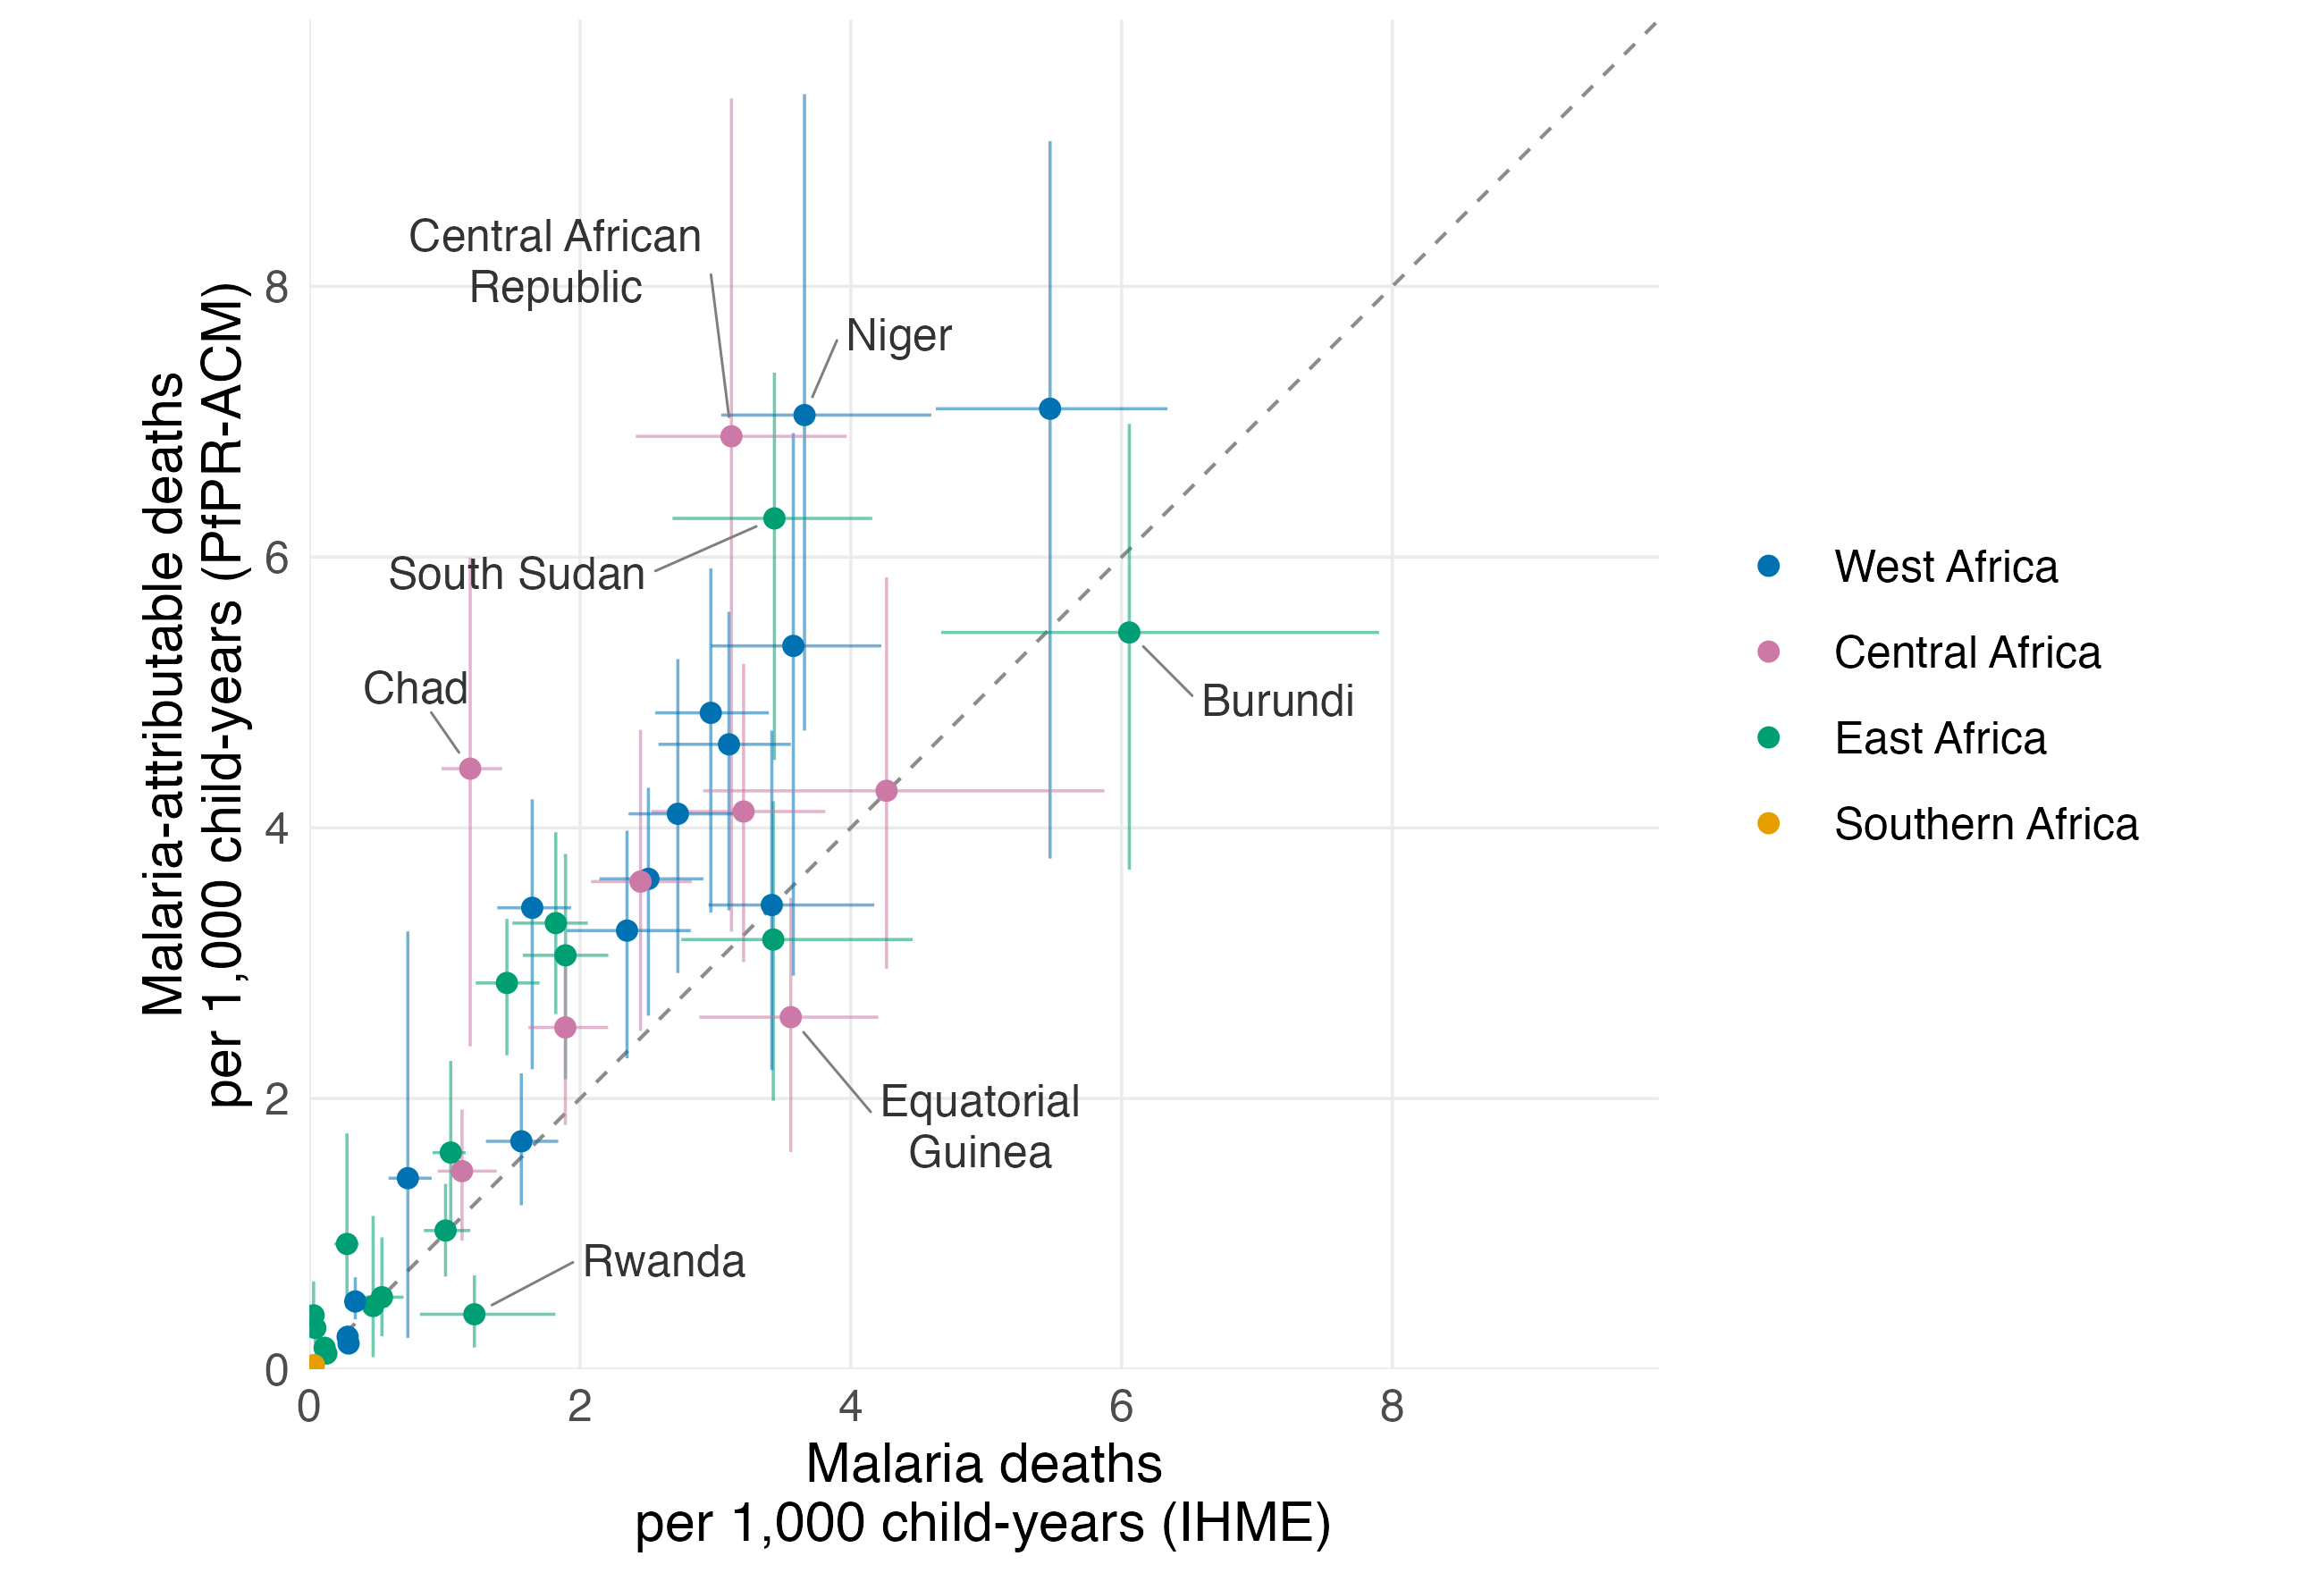 Central African
Republic
Niger
South Sudan
Chad
Burundi
Equatorial
Guinea
Rwanda
Malaria-attributable deaths
per 1,000 child-years (PfPR-ACM)
8
6
4
2
0
0 2 4 6 8
Malaria deaths
per 1,000 child-years (IHME)
West Africa
Central Africa
East Africa
Southern Africa